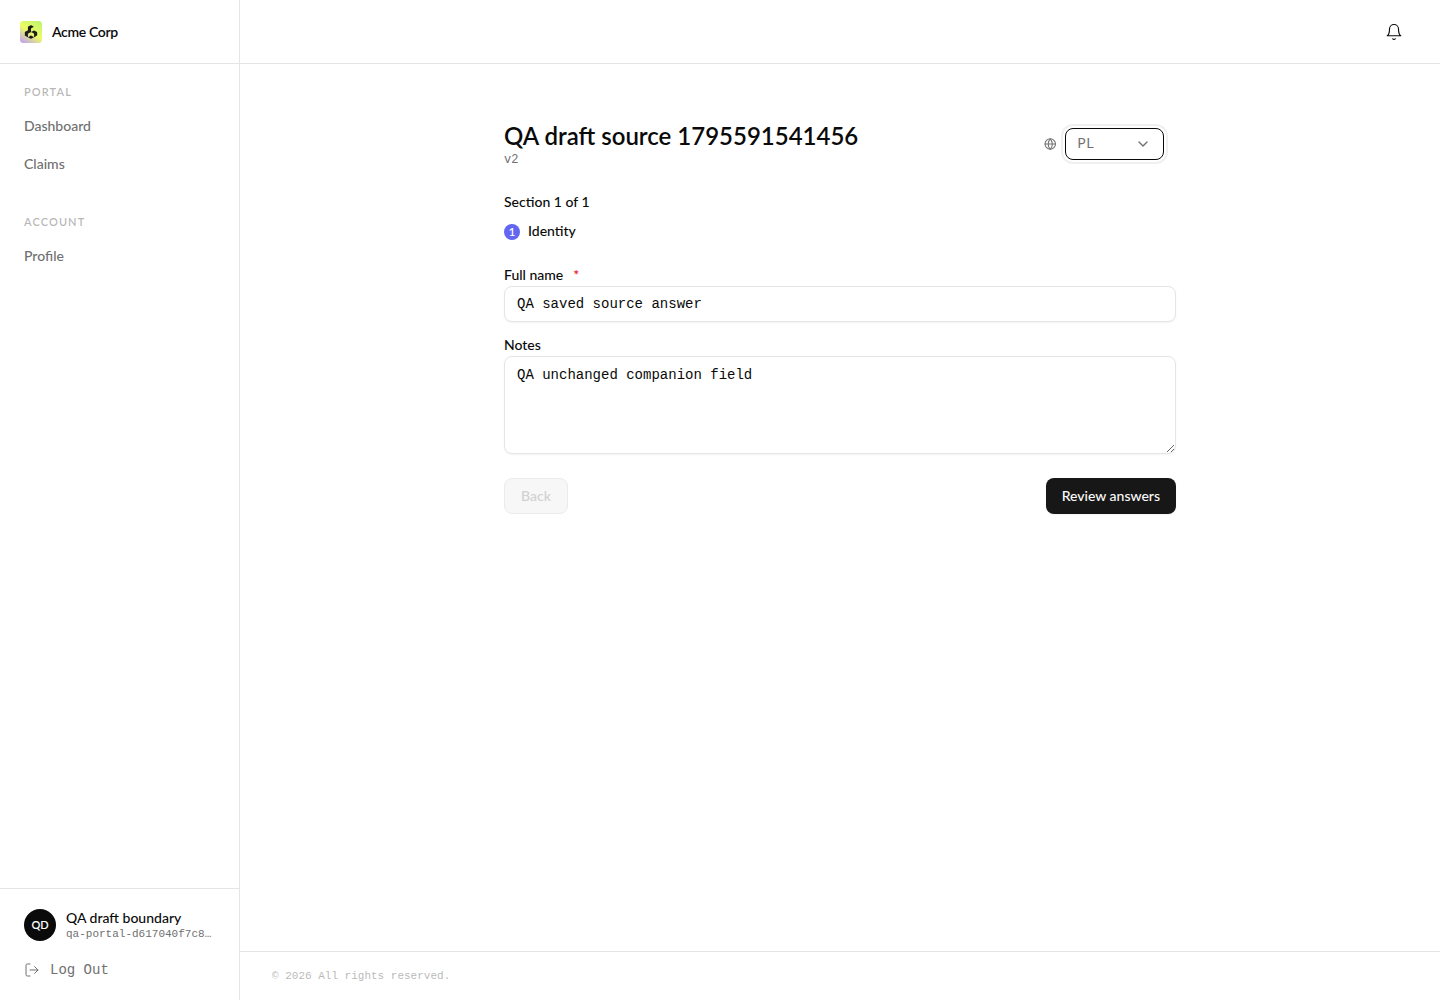 Acme Corp
PORTAL
Dashboard
Claims
ACCOUNT
Profile
QA draft source 1795591541456
v2
PL
Section 1 of 1
1 Identity
Full name *
QA saved source answer
Notes
QA unchanged companion field
Back
Review answers
QD
QA draft boundary
qa-portal-d617040f7c8…
Log Out
© 2026 All rights reserved.